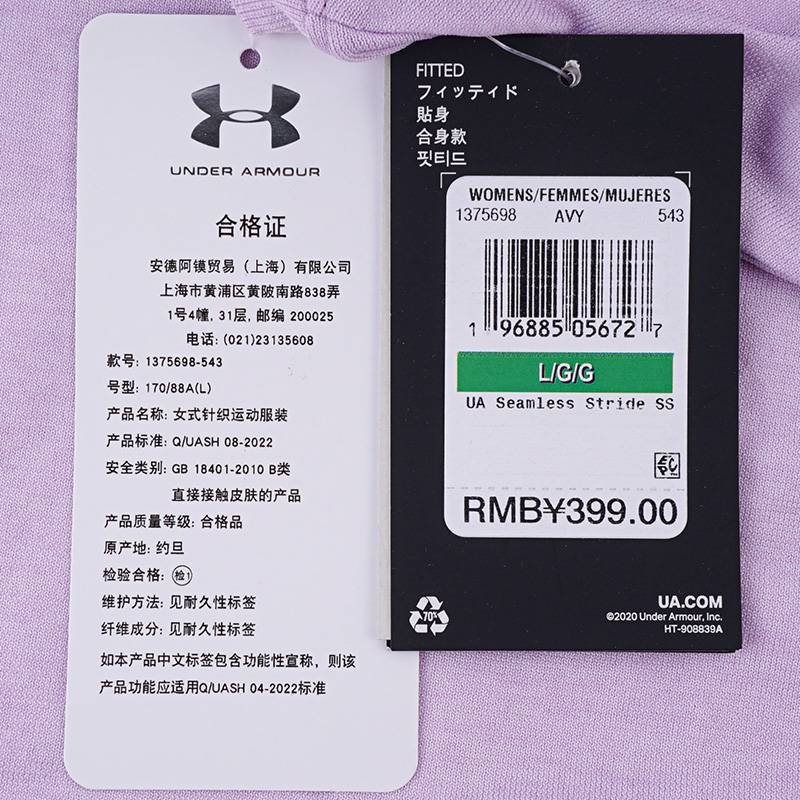 UNDER ARMOUR
合格证
安德阿镆贸易（上海）有限公司
上海市黄浦区黄陂南路838弄
1号4幢, 31层, 邮编 200025
电话: (021)23135608
款号: 1375698-543
号型: 170/88A(L)
产品名称: 女式针织运动服装
产品标准: Q/UASH 08-2022
安全类别: GB 18401-2010 B类
直接接触皮肤的产品
产品质量等级: 合格品
原产地: 约旦
检验合格: 检1
维护方法: 见耐久性标签
纤维成分: 见耐久性标签
如本产品中文标签包含功能性宣称，则该
产品功能应适用Q/UASH 04-2022标准
FITTED
フィッティド
貼身
合身款
핏티드
WOMENS/FEMMES/MUJERES
1375698 AVY 543
1 96885 05672 7
L/G/G
UA Seamless Stride SS
RMB¥399.00
70%
UA.COM
©2020 Under Armour, Inc.
HT-908839A